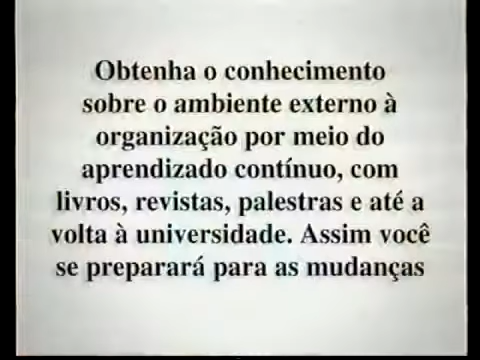 Obtenha o conhecimento
sobre o ambiente externo à
organização por meio do
aprendizado contínuo, com
livros, revistas, palestras e até a
volta à universidade. Assim você
se preparará para as mudanças